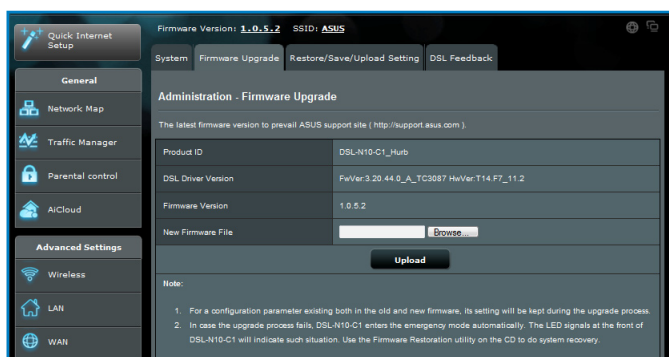 Quick Internet
Setup
Firmware Version: 1.0.5.2 SSID: ASUS
System Firmware Upgrade Restore/Save/Upload Setting DSL Feedback
General
Network Map
Traffic Manager
Parental control
AiCloud
Advanced Settings
Wireless
LAN
WAN
Administration - Firmware Upgrade
The latest firmware version to prevail ASUS support site ( http://support.asus.com ).
Product ID DSL-N10-C1_Hurb
DSL Driver Version FwVer:3.20.44.0_A_TC3087 HwVer:T14.F7_11.2
Firmware Version 1.0.5.2
New Firmware File Browse...
Upload
Note:
1. For a configuration parameter existing both in the old and new firmware, its setting will be kept during the upgrade process.
2. In case the upgrade process fails, DSL-N10-C1 enters the emergency mode automatically. The LED signals at the front of
DSL-N10-C1 will indicate such situation. Use the Firmware Restoration utility on the CD to do system recovery.